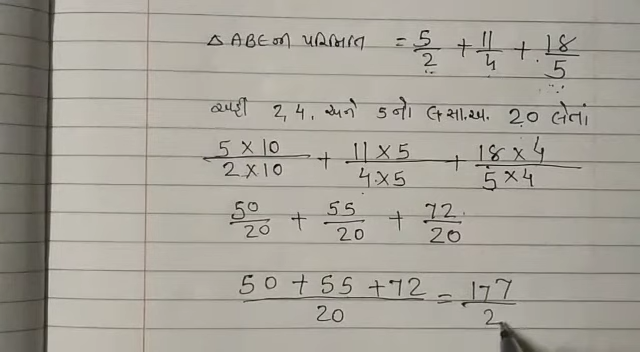 △ ABEની પરિમિતિ = 5/2 + 11/4 + 18/5
અહીં 2, 4, અને 5નો લ.સા.અ. 20 લેતાં
5 × 10/2 × 10 + 11 × 5/4 × 5 + 18 × 4/5 × 4
50/20 + 55/20 + 72/20
50 + 55 + 72/20 = 177/2